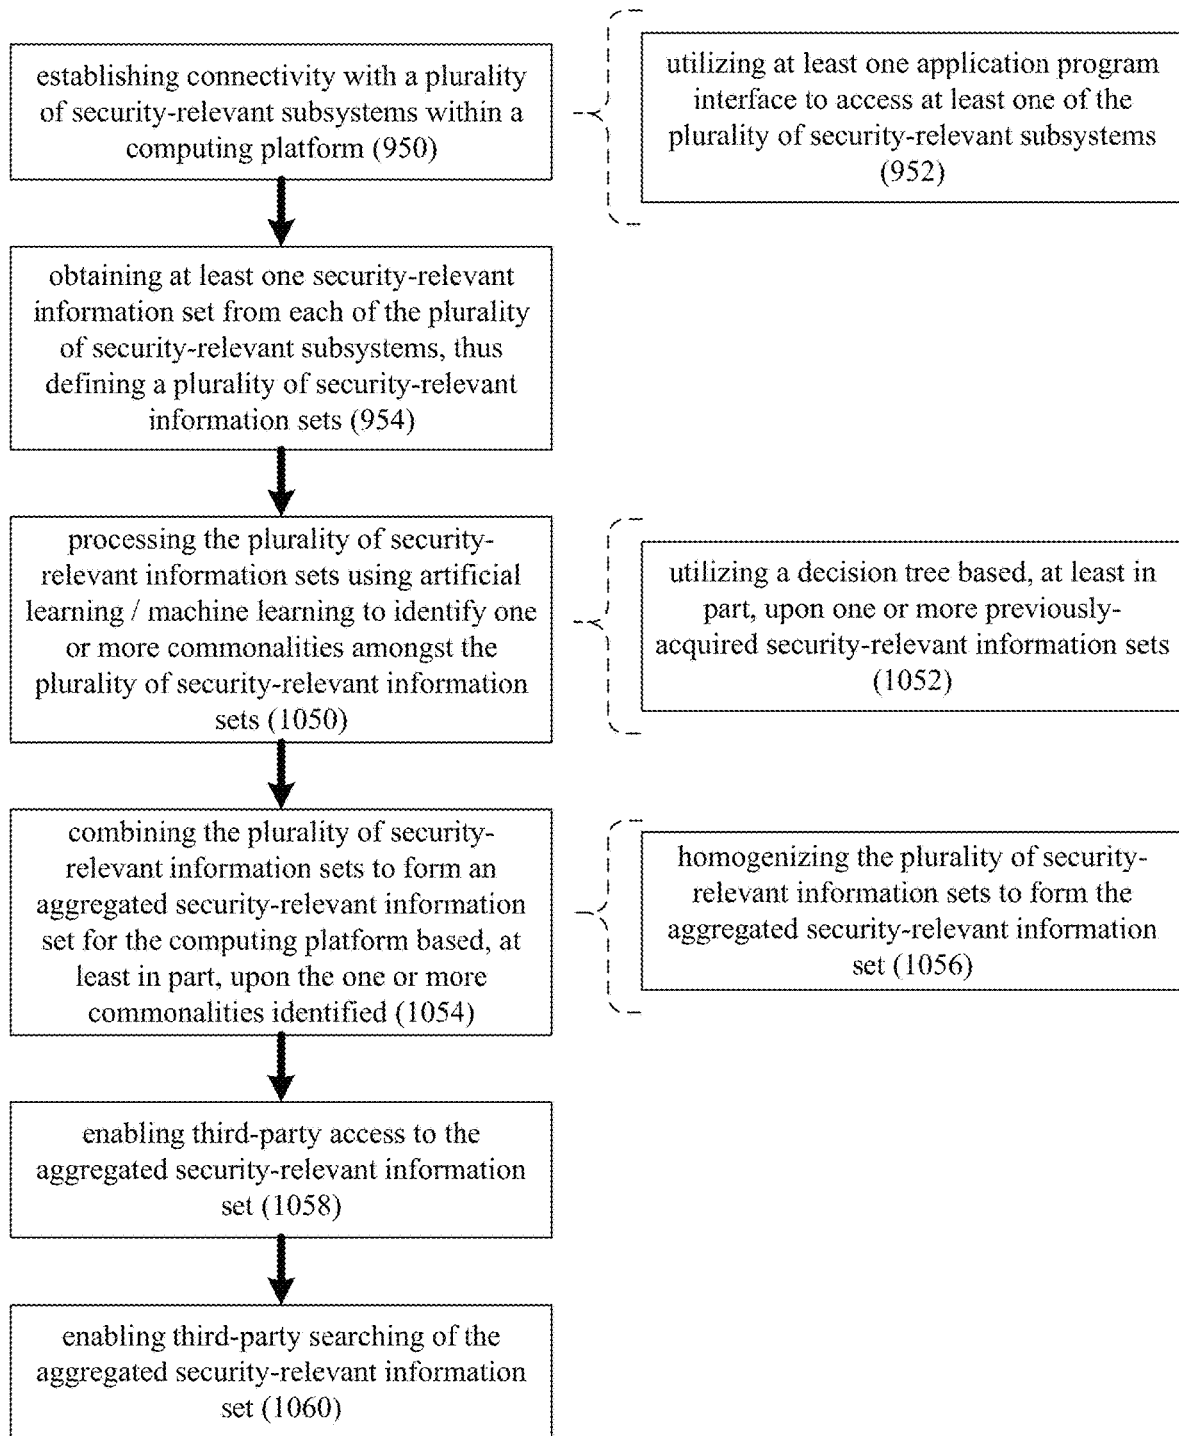 establishing connectivity with a plurality
of security-relevant subsystems within a
computing platform (950)
utilizing at least one application program
interface to access at least one of the
plurality of security-relevant subsystems
(952)
obtaining at least one security-relevant
information set from each of the plurality
of security-relevant subsystems, thus
defining a plurality of security-relevant
information sets (954)
processing the plurality of security-
relevant information sets using artificial
learning / machine learning to identify one
or more commonalities amongst the
plurality of security-relevant information
sets (1050)
utilizing a decision tree based, at least in
part, upon one or more previously-
acquired security-relevant information sets
(1052)
combining the plurality of security-
relevant information sets to form an
aggregated security-relevant information
set for the computing platform based, at
least in part, upon the one or more
commonalities identified (1054)
homogenizing the plurality of security-
relevant information sets to form the
aggregated security-relevant information
set (1056)
enabling third-party access to the
aggregated security-relevant information
set (1058)
enabling third-party searching of the
aggregated security-relevant information
set (1060)